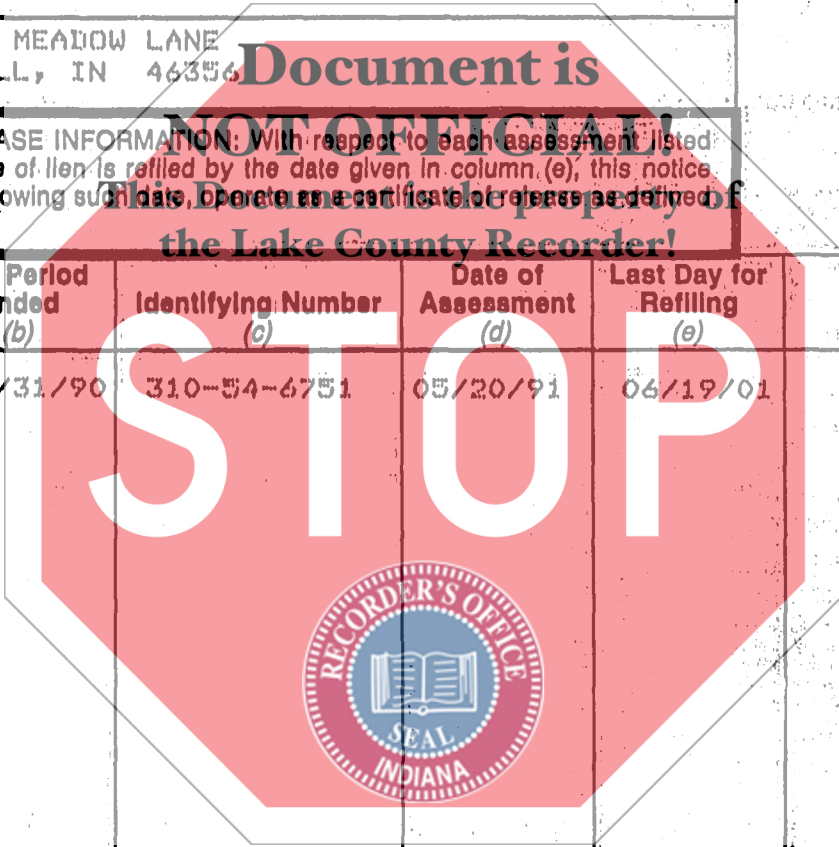 MEADOW LANE
LL, IN 46356
Document is
NOT OFFICIAL!
This Document is the property of
the Lake County Recorder!
ASE INFORMATION: With respect to each assessment listed
of lien is refiled by the date given in column (e), this notice
owing such date, operate as a certificate of release as defined
Period
nded
(b)
Identifying Number
(c)
Date of
Assessment
(d)
Last Day for
Refiling
(e)
/31/90 310-54-6751 05/20/91 06/19/01
STOP
RECORDER'S OFFICE
SEAL
INDIANA